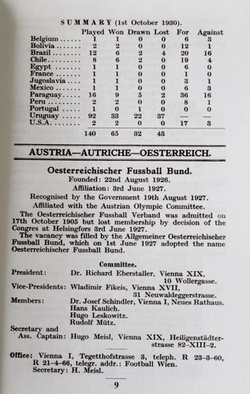 SUMMARY (1st October 1930).
Played Won Drawn Lost For Against
Belgium ... 1 0 0 0 6 3
Bolivia ... 2 2 0 0 12 1
Brazil ... 12 6 2 4 20 16
Chile ... 8 6 2 0 19 4
Egypt ... 1 1 0 0 6 0
France ... 1 1 0 0 1 0
Jugoslavia ... 1 1 0 0 3 1
Mexico ... 1 1 0 0 6 3
Paraguay ... 16 9 5 2 36 16
Peru ... 2 2 0 0 8 1
Portugal ... 1 0 1 0 0 0
Uruguay ... 92 33 22 37 — —
U.S.A. ... 2 2 0 0 17 3
140 65 32 43
AUSTRIA—AUTRICHE—OESTERREICH.
Oesterreichischer Fussball Bund.
Founded: 22nd August 1926.
Affiliation: 3rd June 1927.
Recognised by the Government 19th August 1927.
Affiliated with the Austrian Olympic Committee.
The Oesterreichischer Fussball Verband was admitted on
17th October 1905 but lost membership by decision of the
Congres at Helsingfors 3rd June 1927.
The vacancy was filled by the Allgemeiner Oesterreichischer
Fussball Bund, which on 1st June 1927 adopted the name
Oesterreichischer Fussball Bund.
Committee.
President: Dr. Richard Eberstaller, Vienna XIX,
10 Wollergasse.
Vice-Presidents: Wladimir Fikeis, Vienna XVII,
31 Neuwaldeggerstrasse.
Members: Dr. Josef Schindler, Vienna I, Neues Rathaus.
Hans Kaulich.
Hugo Leskowitz.
Rudolf Mütz.
Secretary and
Ass. Captain: Hugo Meisl, Vienna XIX, Heiligenstädter-
strasse 82-XIII-2.
Office: Vienna I, Tegetthofstrasse 3, teleph. R 23-3-60,
R 21-4-66, telegr. addr.: Football Wien.
Secretary: H. Meisl.
9